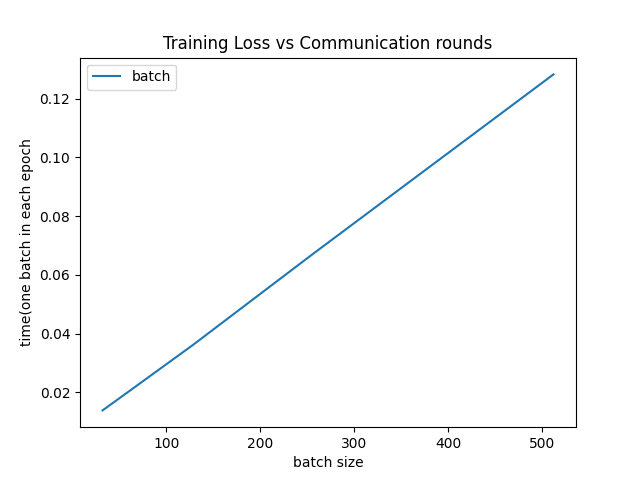 Training Loss vs Communication rounds
batch
0.12
0.10
0.08
0.06
0.04
0.02
time(one batch in each epoch
100 200 300 400 500
batch size